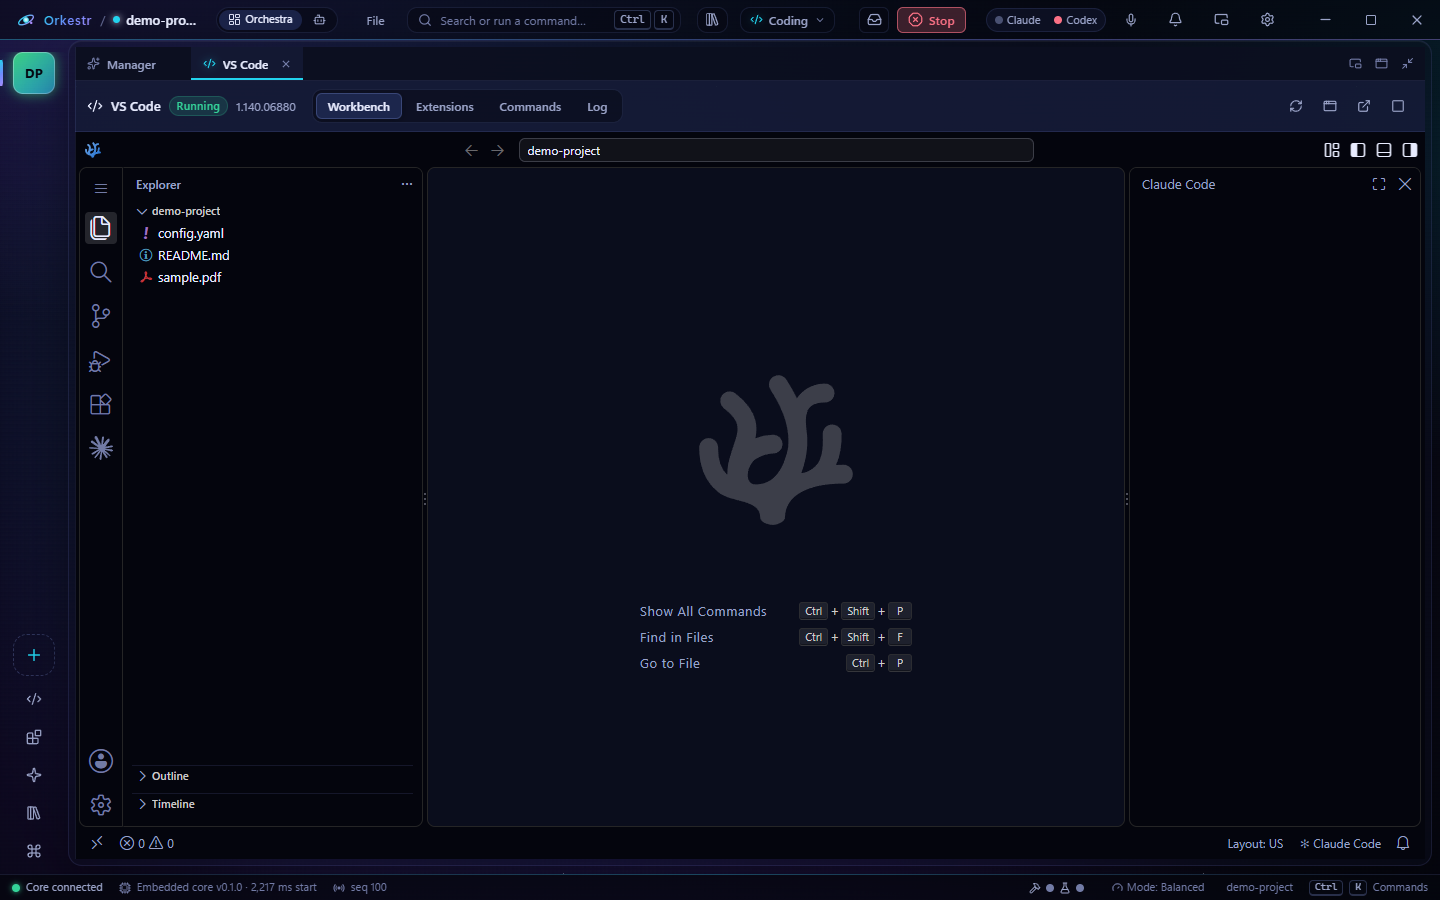 Orkestr / demo-pro... Orchestra File Search or run a command... Ctrl K Coding Stop Claude Codex
DP
Manager VS Code
VS Code Running 1.140.06880 Workbench Extensions Commands Log
demo-project
Explorer
demo-project
config.yaml
README.md
sample.pdf
Outline
Timeline
Show All Commands Ctrl + Shift + P
Find in Files Ctrl + Shift + F
Go to File Ctrl + P
Claude Code
0 0 Layout: US Claude Code
Core connected Embedded core v0.1.0 · 2,217 ms start seq 100 Mode: Balanced demo-project Ctrl K Commands